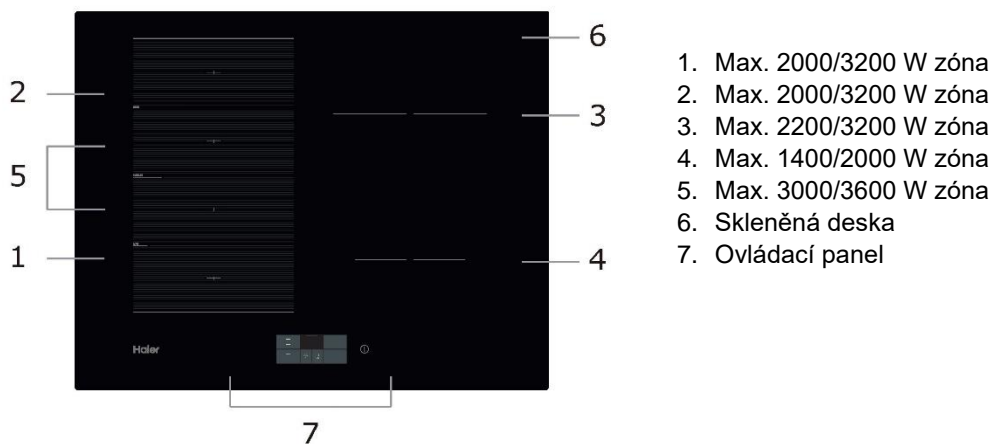 6
2
3
5
1
4
Haier
7
1. Max. 2000/3200 W zóna
2. Max. 2000/3200 W zóna
3. Max. 2200/3200 W zóna
4. Max. 1400/2000 W zóna
5. Max. 3000/3600 W zóna
6. Skleněná deska
7. Ovládací panel